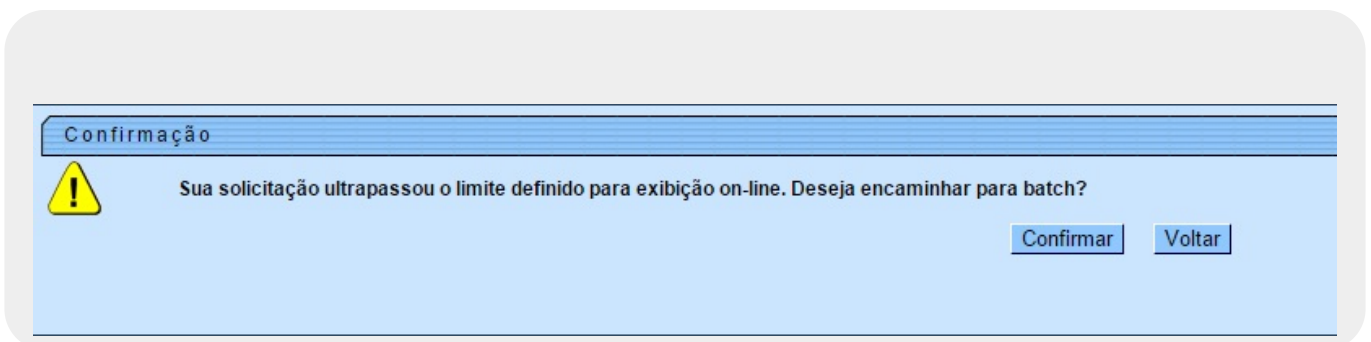 Confirmação
Sua solicitação ultrapassou o limite definido para exibição on-line. Deseja encaminhar para batch?
Confirmar Voltar